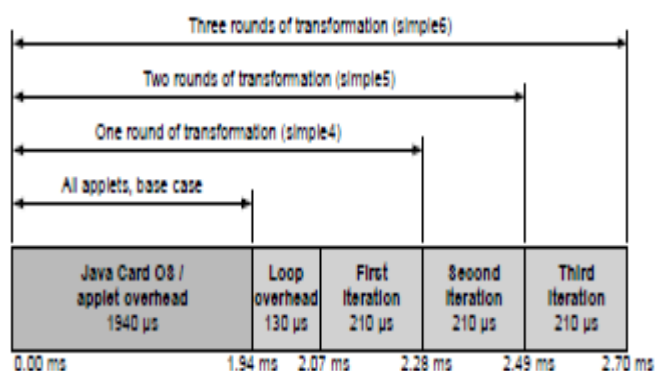 Three rounds of transformation (simple6)
Two rounds of transformation (simple5)
One round of transformation (simple4)
All applets, base case
Java Card OS /
applet overhead
1940 µs
Loop
overhead
130 µs
First
Iteration
210 µs
Second
Iteration
210 µs
Third
Iteration
210 µs
0.00 ms 1.94 ms 2.07 ms 2.28 ms 2.49 ms 2.70 ms